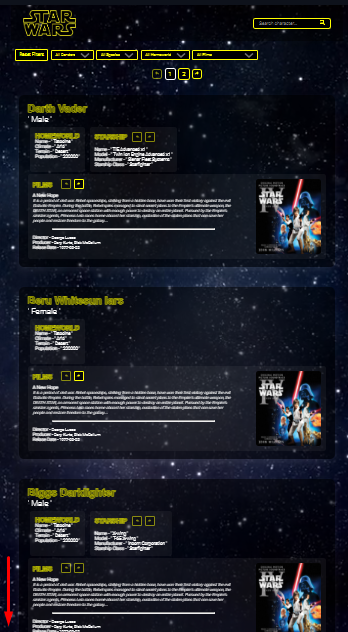 STAR
WARS
Search character...
Reset Filters
All Genders
All Species
All Homeworld
All Films
1 2
Darth Vader
' Male '
HOMEWORLD
Name - "Tatooine"
Climate - "Arid"
Terrain - "Desert"
Population - "200000"
STARSHIP
Name - "TIE Advanced x1"
Model - "Twin Ion Engine Advanced x1"
Manufacturer - "Sienar Fleet Systems"
Starship Class - "Starfighter"
FILMS
A New Hope
It is a period of civil war. Rebel spaceships, striking from a hidden base, have won their first victory against the evil
Galactic Empire. During the battle, Rebel spies managed to steal secret plans to the Empire's ultimate weapon, the
DEATH STAR, an armored space station with enough power to destroy an entire planet. Pursued by the Empire's
sinister agents, Princess Leia races home aboard her starship, custodian of the stolen plans that can save her
people and restore freedom to the galaxy...
Director - George Lucas
Producer - Gary Kurtz, Rick McCallum
Release Date - 1977-05-25
STAR WARS
Beru Whitesun lars
' Female '
HOMEWORLD
Name - "Tatooine"
Climate - "Arid"
Terrain - "Desert"
Population - "200000"
FILMS
A New Hope
It is a period of civil war. Rebel spaceships, striking from a hidden base, have won their first victory against the evil
Galactic Empire. During the battle, Rebel spies managed to steal secret plans to the Empire's ultimate weapon, the
DEATH STAR, an armored space station with enough power to destroy an entire planet. Pursued by the Empire's
sinister agents, Princess Leia races home aboard her starship, custodian of the stolen plans that can save her
people and restore freedom to the galaxy...
Director - George Lucas
Producer - Gary Kurtz, Rick McCallum
Release Date - 1977-05-25
STAR WARS
Biggs Darklighter
' Male '
HOMEWORLD
Name - "Tatooine"
Climate - "Arid"
Terrain - "Desert"
Population - "200000"
STARSHIP
Name - "X-wing"
Model - "T-65 X-wing"
Manufacturer - "Incom Corporation"
Starship Class - "Starfighter"
FILMS
A New Hope
It is a period of civil war. Rebel spaceships, striking from a hidden base, have won their first victory against the evil
Galactic Empire. During the battle, Rebel spies managed to steal secret plans to the Empire's ultimate weapon, the
DEATH STAR, an armored space station with enough power to destroy an entire planet. Pursued by the Empire's
sinister agents, Princess Leia races home aboard her starship, custodian of the stolen plans that can save her
people and restore freedom to the galaxy...
Director - George Lucas
Producer - Gary Kurtz, Rick McCallum